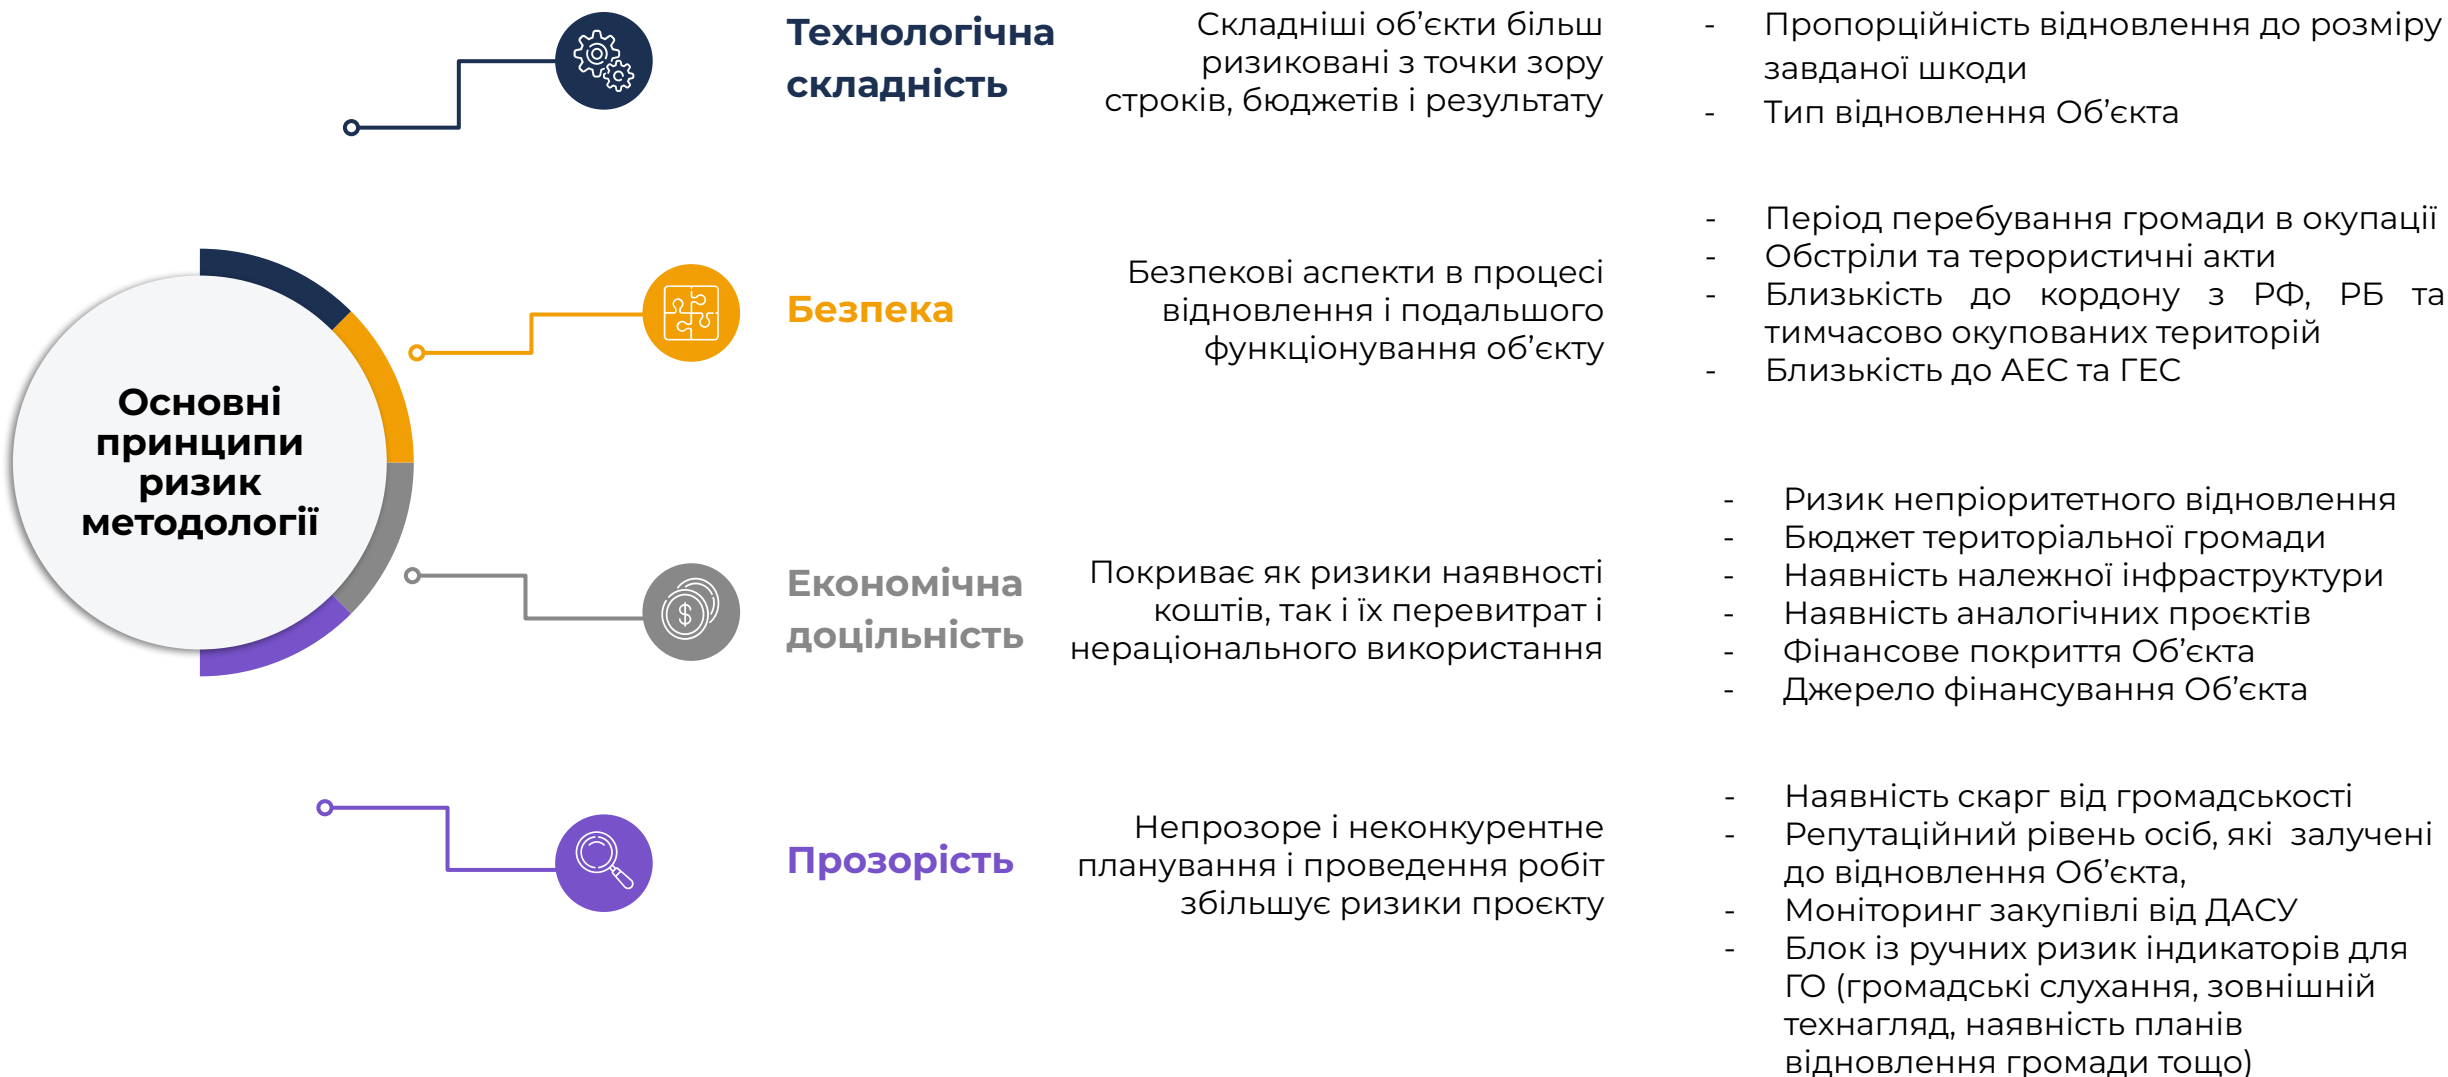 Основні
принципи
ризик
методології
Технологічна
складність
Складніші об’єкти більш
ризиковані з точки зору
строків, бюджетів і результату
- Пропорційність відновлення до розміру
завданої шкоди
- Тип відновлення Об’єкта
Безпека
Безпекові аспекти в процесі
відновлення і подальшого
функціонування об’єкту
- Період перебування громади в окупації
- Обстріли та терористичні акти
- Близькість до кордону з РФ, РБ та
тимчасово окупованих територій
- Близькість до АЕС та ГЕС
Економічна
доцільність
Покриває як ризики наявності
коштів, так і їх перевитрат і
нераціонального використання
- Ризик непріоритетного відновлення
- Бюджет територіальної громади
- Наявність належної інфраструктури
- Наявність аналогічних проєктів
- Фінансове покриття Об’єкта
- Джерело фінансування Об’єкта
Прозорість
Непрозоре і неконкурентне
планування і проведення робіт
збільшує ризики проєкту
- Наявність скарг від громадськості
- Репутаційний рівень осіб, які залучені
до відновлення Об’єкта,
- Моніторинг закупівлі від ДАСУ
- Блок із ручних ризик індикаторів для
ГО (громадські слухання, зовнішній
технагляд, наявність планів
відновлення громади тощо)